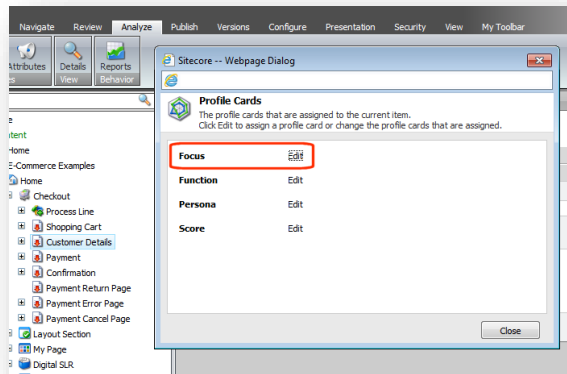 Navigate Review Analyze Publish Versions Configure Presentation Security View My Toolbar
Attributes Details Reports
View Behavior
Sitecore -- Webpage Dialog
Profile Cards
The profile cards that are assigned to the current item.
Click Edit to assign a profile card or change the profile cards that are assigned.
Focus Edit
Function Edit
Persona Edit
Score Edit
Close
Home
E-Commerce Examples
Home
Checkout
Process Line
Shopping Cart
Customer Details
Payment
Confirmation
Payment Return Page
Payment Error Page
Payment Cancel Page
Layout Section
My Page
Digital SLR